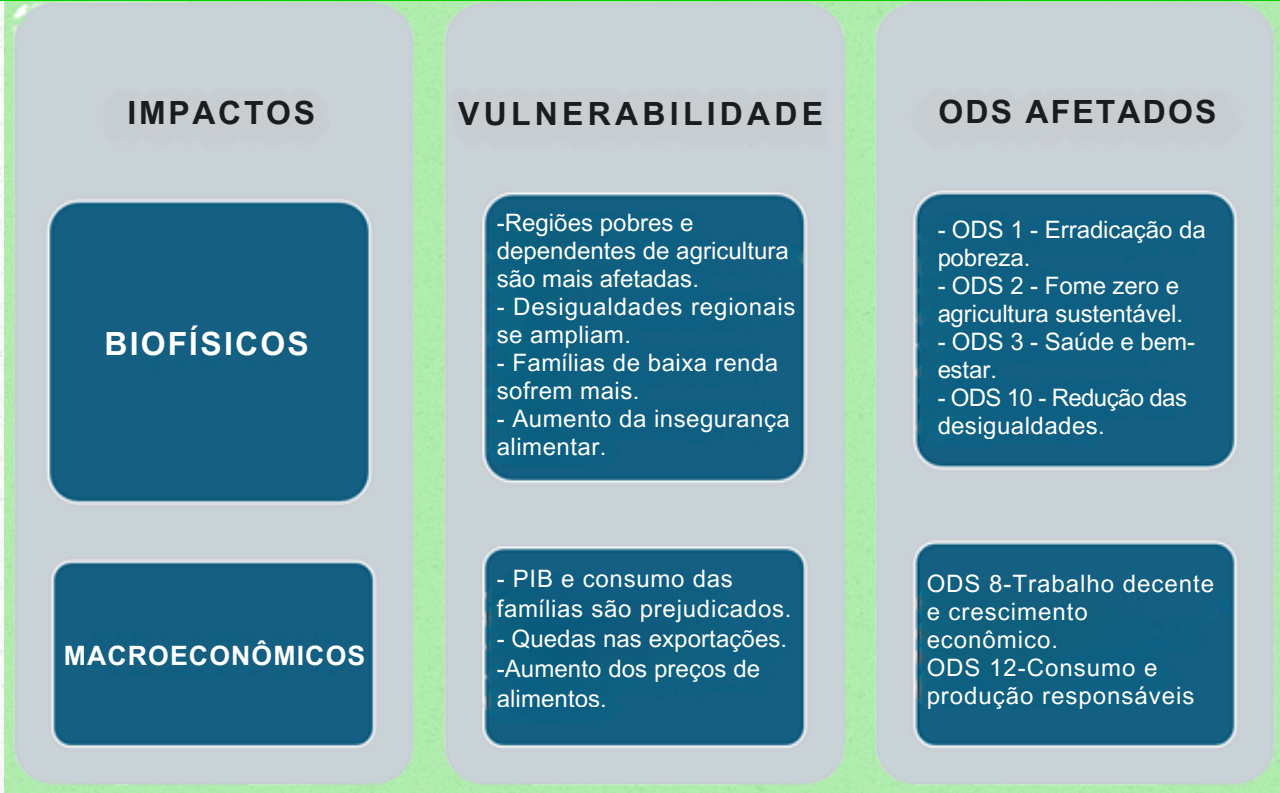 IMPACTOS
VULNERABILIDADE
ODS AFETADOS
BIOFÍSICOS
-Regiões pobres e
dependentes de agricultura
são mais afetadas.
- Desigualdades regionais
se ampliam.
- Famílias de baixa renda
sofrem mais.
- Aumento da insegurança
alimentar.
- ODS 1 - Erradicação da
pobreza.
- ODS 2 - Fome zero e
agricultura sustentável.
- ODS 3 - Saúde e bem-
estar.
- ODS 10 - Redução das
desigualdades.
MACROECONÔMICOS
- PIB e consumo das
famílias são prejudicados.
- Quedas nas exportações.
-Aumento dos preços de
alimentos.
ODS 8-Trabalho decente
e crescimento
econômico.
ODS 12-Consumo e
produção responsáveis